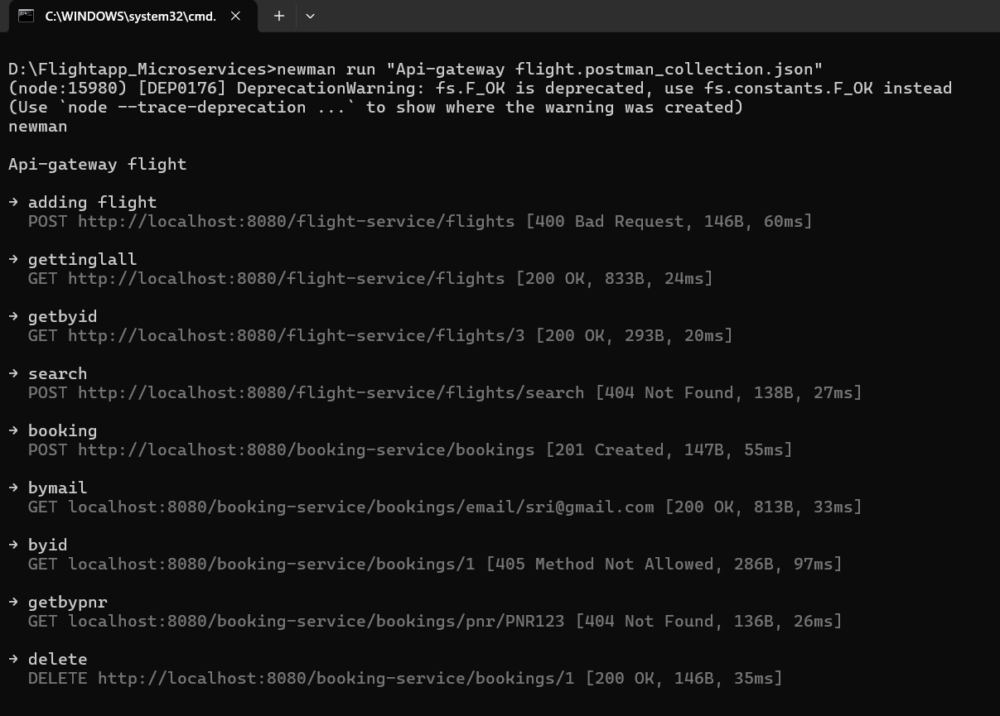 C:\WINDOWS\system32\cmd.
D:\Flightapp_Microservices>newman run "Api-gateway flight.postman_collection.json"
(node:15980) [DEP0176] DeprecationWarning: fs.F_OK is deprecated, use fs.constants.F_OK instead
(Use `node --trace-deprecation ...` to show where the warning was created)
newman
Api-gateway flight
→ adding flight
POST http://localhost:8080/flight-service/flights [400 Bad Request, 146B, 60ms]
→ gettinglall
GET http://localhost:8080/flight-service/flights [200 OK, 833B, 24ms]
→ getbyid
GET http://localhost:8080/flight-service/flights/3 [200 OK, 293B, 20ms]
→ search
POST http://localhost:8080/flight-service/flights/search [404 Not Found, 138B, 27ms]
→ booking
POST http://localhost:8080/booking-service/bookings [201 Created, 147B, 55ms]
→ bymail
GET localhost:8080/booking-service/bookings/email/sri@gmail.com [200 OK, 813B, 33ms]
→ byid
GET localhost:8080/booking-service/bookings/1 [405 Method Not Allowed, 286B, 97ms]
→ getbypnr
GET localhost:8080/booking-service/bookings/pnr/PNR123 [404 Not Found, 136B, 26ms]
→ delete
DELETE http://localhost:8080/booking-service/bookings/1 [200 OK, 146B, 35ms]